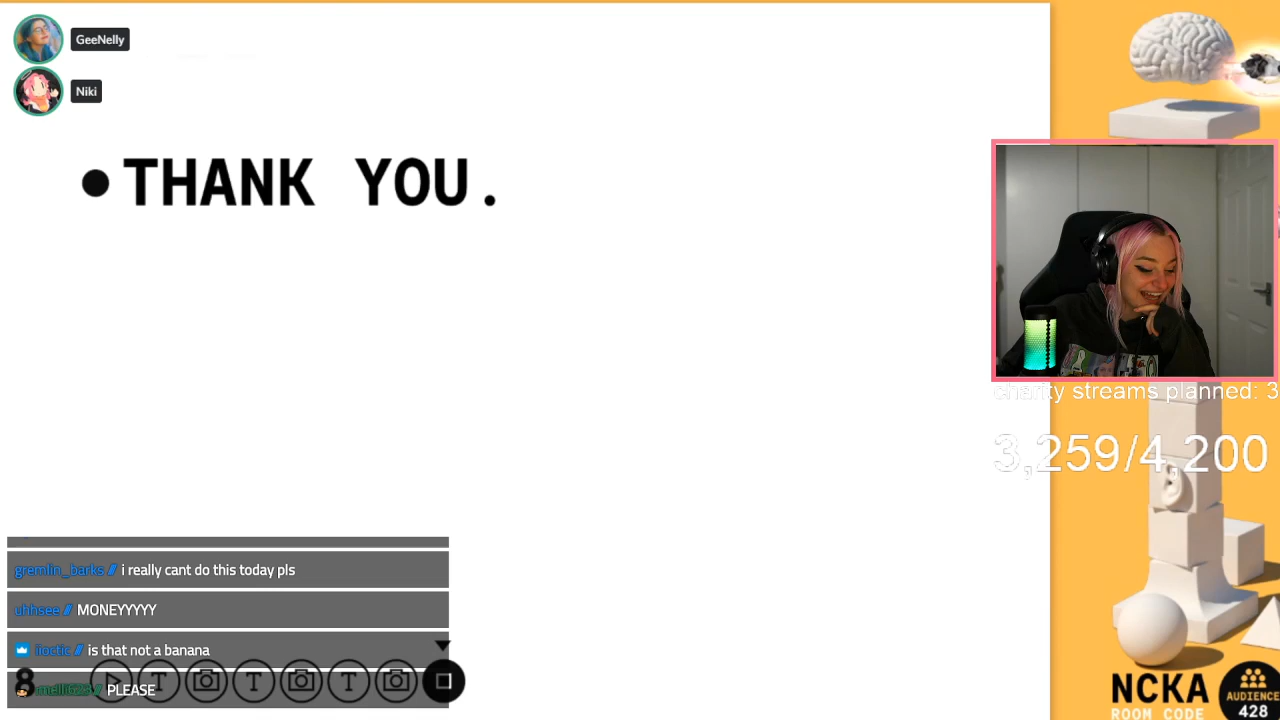 GeeNelly
Niki
•THANK YOU.
charity streams planned: 3
3,259/4,200
gremlin_barks // i really cant do this today pls
uhhsee // MONEYYYYY
// is that not a banana
// PLEASE
8
T
T
T
NCKA
ROOM CODE
AUDIENCE
428